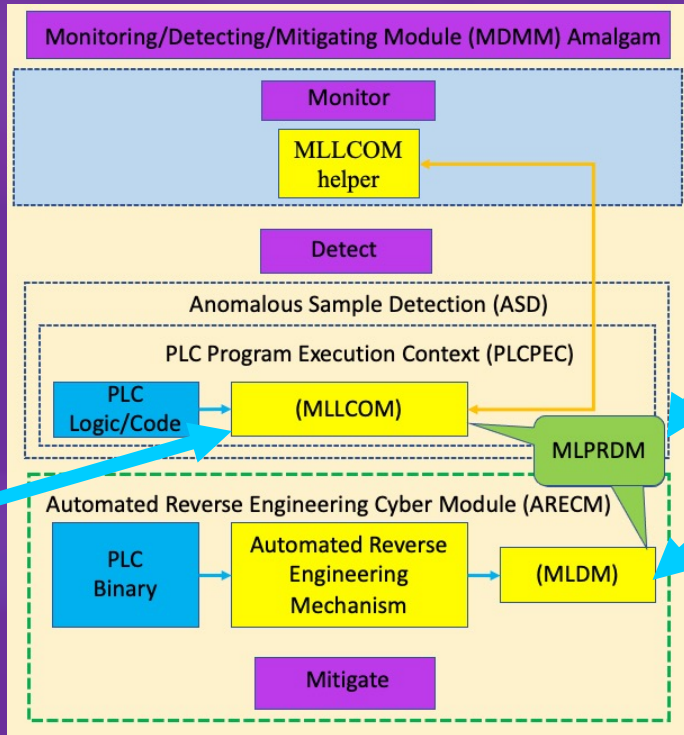 Monitoring/Detecting/Mitigating Module (MDMM) Amalgam
Monitor
MLLCOM
helper
Detect
Anomalous Sample Detection (ASD)
PLC Program Execution Context (PLCPEC)
PLC
Logic/Code
(MLLCOM)
MLPRDM
Automated Reverse Engineering Cyber Module (ARECM)
PLC
Binary
Automated Reverse
Engineering
Mechanism
(MLDM)
Mitigate